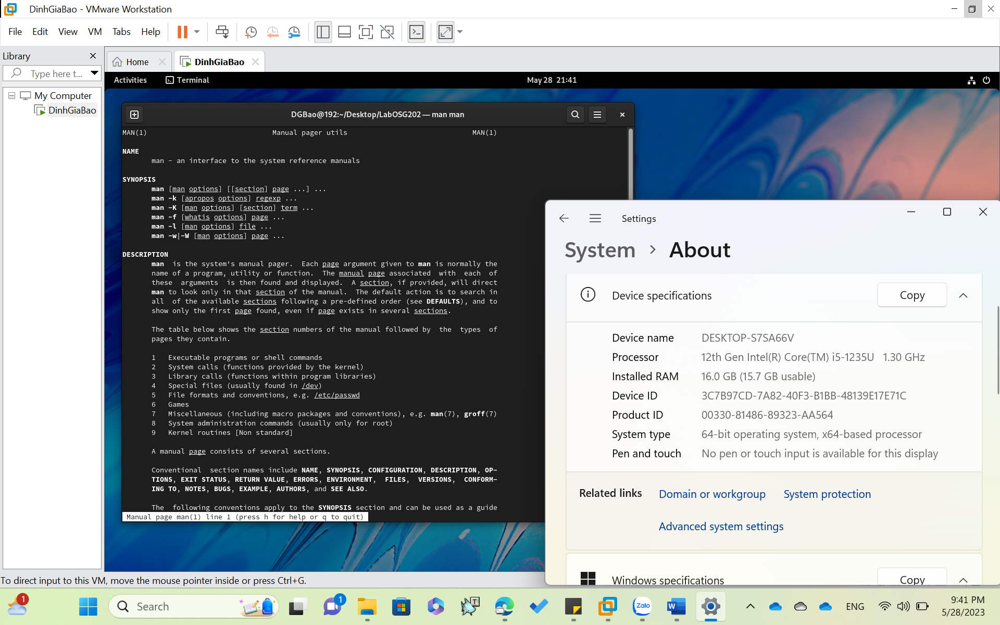 DinhGiaBao - VMware Workstation
File Edit View VM Tabs Help
Library
Type here t...
My Computer
DinhGiaBao
Home
DinhGiaBao
Activities
Terminal
May 28 21:41
DGBao@192:~/Desktop/LabOSG202 — man man
MAN(1) Manual pager utils MAN(1)
NAME
man - an interface to the system reference manuals
SYNOPSIS
man [man options] [[section] page ...] ...
man -k [apropos options] regexp ...
man -K [man options] [section] term ...
man -f [whatis options] page ...
man -l [man options] file ...
man -w|-W [man options] page ...
DESCRIPTION
man is the system's manual pager. Each page argument given to man is normally the
name of a program, utility or function. The manual page associated with each of
these arguments is then found and displayed. A section, if provided, will direct
man to look only in that section of the manual. The default action is to search in
all of the available sections following a pre-defined order (see DEFAULTS), and to
show only the first page found, even if page exists in several sections.
The table below shows the section numbers of the manual followed by the types of
pages they contain.
1 Executable programs or shell commands
2 System calls (functions provided by the kernel)
3 Library calls (functions within program libraries)
4 Special files (usually found in /dev)
5 File formats and conventions, e.g. /etc/passwd
6 Games
7 Miscellaneous (including macro packages and conventions), e.g. man(7), groff(7)
8 System administration commands (usually only for root)
9 Kernel routines [Non standard]
A manual page consists of several sections.
Conventional section names include NAME, SYNOPSIS, CONFIGURATION, DESCRIPTION, OP-
TIONS, EXIT STATUS, RETURN VALUE, ERRORS, ENVIRONMENT, FILES, VERSIONS, CONFORM-
ING TO, NOTES, BUGS, EXAMPLE, AUTHORS, and SEE ALSO.
The following conventions apply to the SYNOPSIS section and can be used as a guide
Manual page man(1) line 1 (press h for help or q to quit)
Settings
System > About
Device specifications
Copy
Device name DESKTOP-S7SA66V
Processor 12th Gen Intel(R) Core(TM) i5-1235U 1.30 GHz
Installed RAM 16.0 GB (15.7 GB usable)
Device ID 3C7B97CD-7A82-40F3-B1BB-48139E17E71C
Product ID 00330-81486-89323-AA564
System type 64-bit operating system, x64-based processor
Pen and touch No pen or touch input is available for this display
Related links Domain or workgroup System protection
Advanced system settings
Windows specifications
Copy
To direct input to this VM, move the mouse pointer inside or press Ctrl+G.
1
Search
1
T
Zalo
W
ENG
9:41 PM
5/28/2023